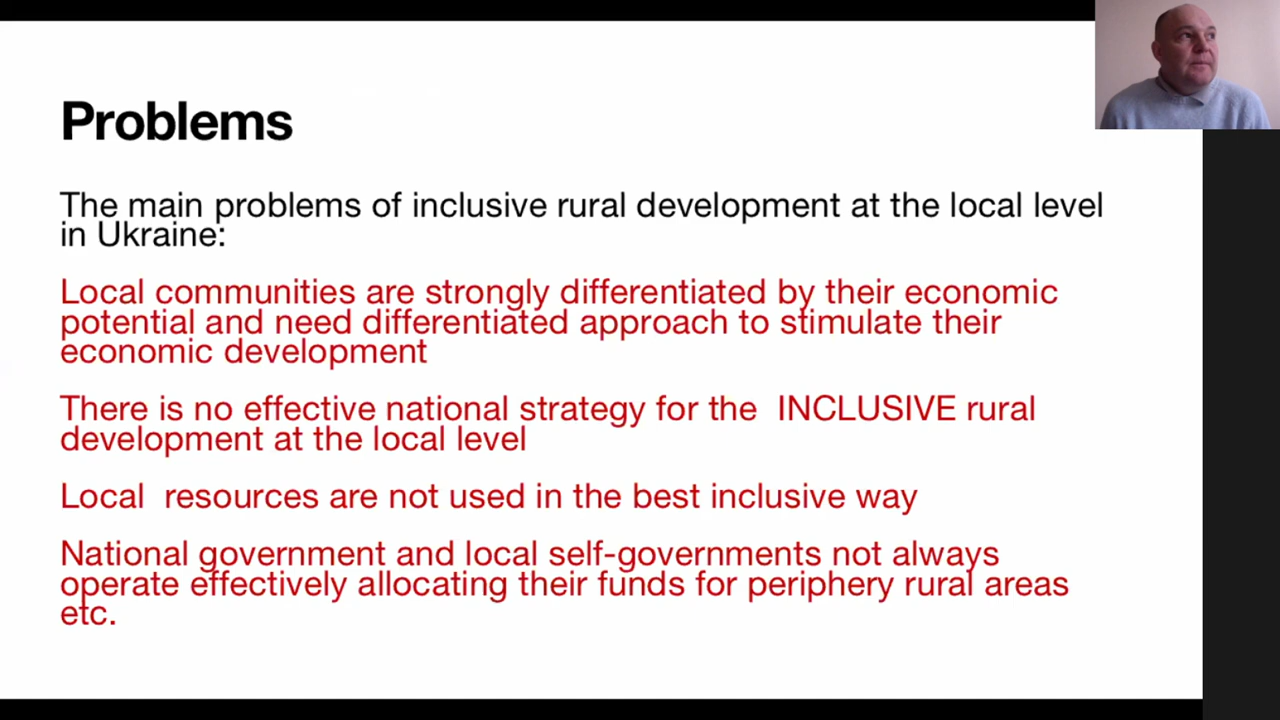 Problems
The main problems of inclusive rural development at the local level
in Ukraine:
Local communities are strongly differentiated by their economic
potential and need differentiated approach to stimulate their
economic development
There is no effective national strategy for the  INCLUSIVE rural
development at the local level
Local  resources are not used in the best inclusive way
National government and local self-governments not always
operate effectively allocating their funds for periphery rural areas
etc.